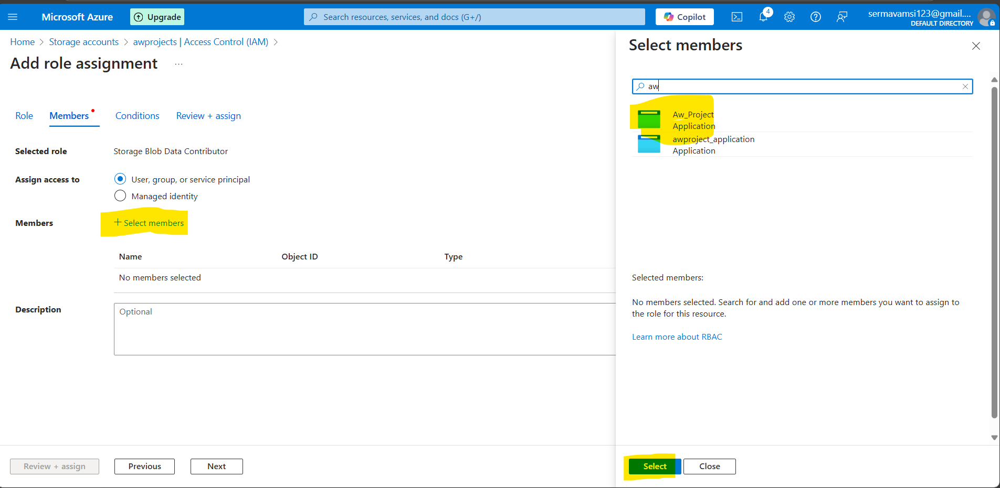 Microsoft Azure
Upgrade
Search resources, services, and docs (G+/)
Copilot
4
sermavamsi123@gmail....
DEFAULT DIRECTORY
Home > Storage accounts > awprojects | Access Control (IAM) >
Add role assignment ...
Role Members Conditions Review + assign
Selected role Storage Blob Data Contributor
Assign access to User, group, or service principal
Managed identity
Members + Select members
Name Object ID Type
No members selected
Description Optional
Review + assign Previous Next
Select members
aw
Aw_Project
Application
awproject_application
Application
Selected members:
No members selected. Search for and add one or more members you want to assign to
the role for this resource.
Learn more about RBAC
Select Close